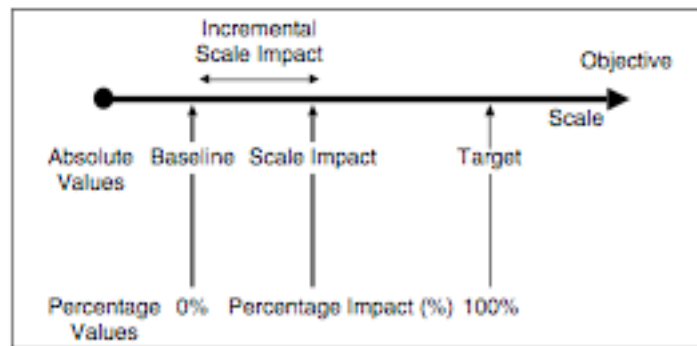 Incremental
Scale Impact
Objective
Scale
Absolute Values Baseline Scale Impact Target
Percentage Values 0% Percentage Impact (%) 100%